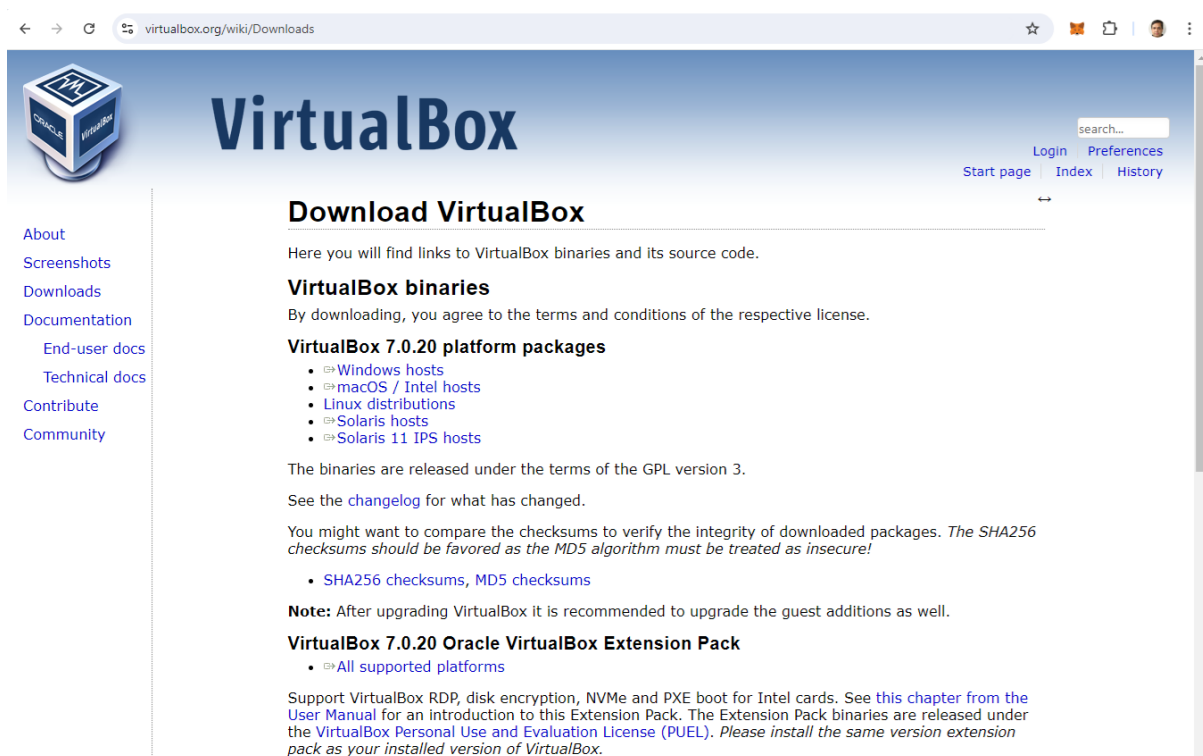 virtualbox.org/wiki/Downloads
ORACLE
VirtualBox
VirtualBox
search...
Login Preferences
Start page Index History
About
Screenshots
Downloads
Documentation
End-user docs
Technical docs
Contribute
Community
Download VirtualBox
Here you will find links to VirtualBox binaries and its source code.
VirtualBox binaries
By downloading, you agree to the terms and conditions of the respective license.
VirtualBox 7.0.20 platform packages
Windows hosts
macOS / Intel hosts
Linux distributions
Solaris hosts
Solaris 11 IPS hosts
The binaries are released under the terms of the GPL version 3.
See the changelog for what has changed.
You might want to compare the checksums to verify the integrity of downloaded packages. The SHA256
checksums should be favored as the MD5 algorithm must be treated as insecure!
SHA256 checksums, MD5 checksums
Note: After upgrading VirtualBox it is recommended to upgrade the guest additions as well.
VirtualBox 7.0.20 Oracle VirtualBox Extension Pack
All supported platforms
Support VirtualBox RDP, disk encryption, NVMe and PXE boot for Intel cards. See this chapter from the
User Manual for an introduction to this Extension Pack. The Extension Pack binaries are released under
the VirtualBox Personal Use and Evaluation License (PUEL). Please install the same version extension
pack as your installed version of VirtualBox.